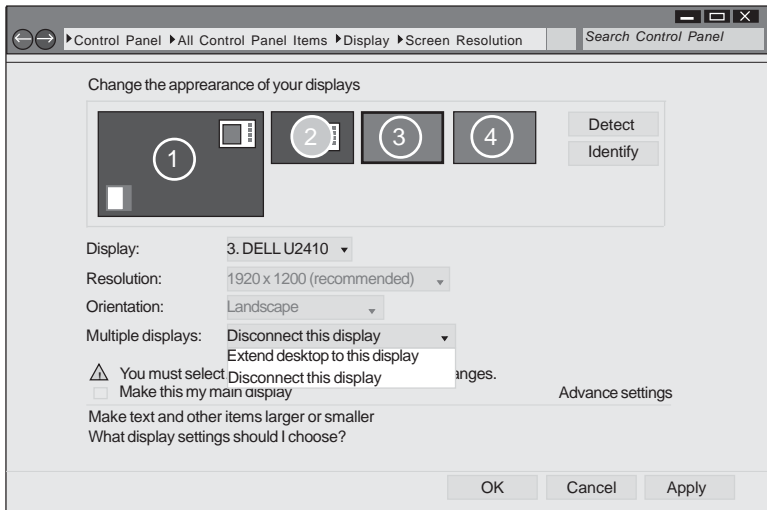 Control Panel All Control Panel Items Display Screen Resolution Search Control Panel
Change the apprearance of your displays
1 2 3 4
Detect
Identify
Display: 3. DELL U2410
Resolution: 1920 x 1200 (recommended)
Orientation: Landscape
Multiple displays: Disconnect this display
Extend desktop to this display
Disconnect this display
You must select anges.
Make this my main display Advance settings
Make text and other items larger or smaller
What display settings should I choose?
OK Cancel Apply